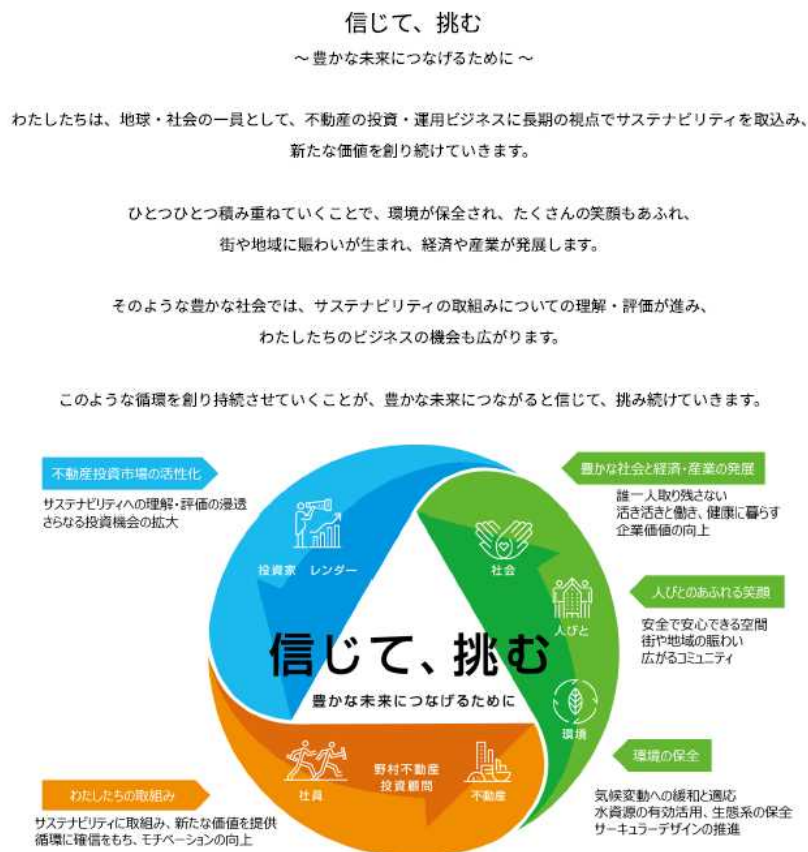 信じて、挑む
～ 豊かな未来につなげるために ～
わたしたちは、地球・社会の一員として、不動産の投資・運用ビジネスに長期の視点でサステナビリティを取込み、
新たな価値を創り続けていきます。
ひとつひとつ積み重ねていくことで、環境が保全され、たくさんの笑顔もあふれ、
街や地域に賑わいが生まれ、経済や産業が発展します。
そのような豊かな社会では、サステナビリティの取組みについての理解・評価が進み、
わたしたちのビジネスの機会も広がります。
このような循環を創り持続させていくことが、豊かな未来につながると信じて、挑み続けていきます。
不動産投資市場の活性化
サステナビリティへの理解・評価の浸透
さらなる投資機会の拡大
豊かな社会と経済・産業の発展
誰一人取り残さない
活き活きと働き、健康に暮らす
企業価値の向上
投資家 レンダー
社会
人びと
人びとのあふれる笑顔
安全で安心できる空間
街や地域の賑わい
広がるコミュニティ
信じて、挑む
豊かな未来につなげるために
環境
環境の保全
気候変動への緩和と適応
水資源の有効活用、生態系の保全
サーキュラーデザインの推進
わたしたちの取組み
サステナビリティに取組み、新たな価値を提供
循環に確信をもち、モチベーションの向上
社員
野村不動産
投資顧問
不動産